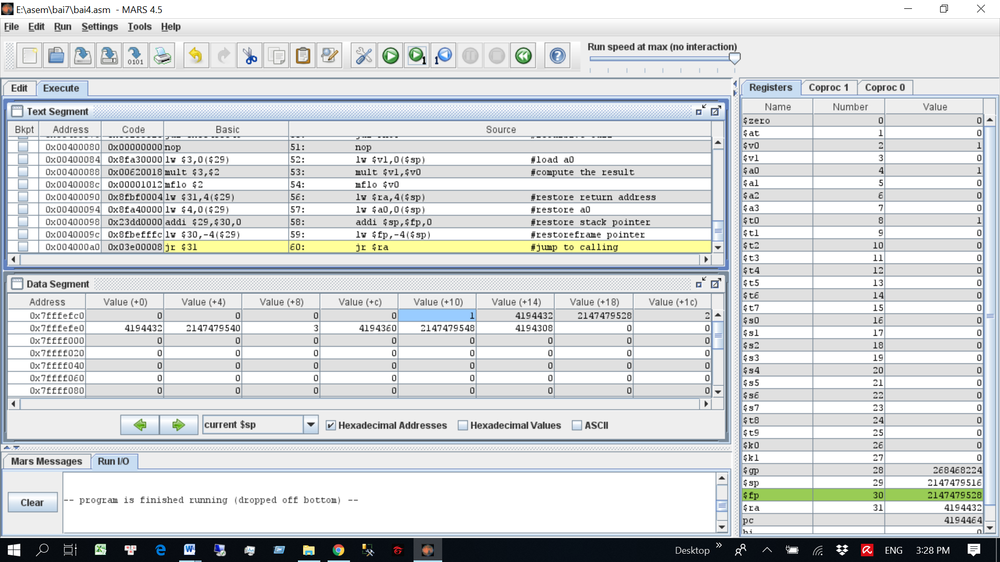 E:\asem\bai7\bai4.asm - MARS 4.5
File Edit Run Settings Tools Help
Run speed at max (no interaction)
Edit Execute
Text Segment
Bkpt Address Code Basic Source
0x00400080 0x00000000 nop 51: nop
0x00400084 0x8fa30000 lw $3,0($29) 52: lw $v1,0($sp) #load a0
0x00400088 0x00620018 mult $3,$2 53: mult $v1,$v0 #compute the result
0x0040008c 0x00001012 mflo $2 54: mflo $v0
0x00400090 0x8fbf0004 lw $31,4($29) 56: lw $ra,4($sp) #restore return address
0x00400094 0x8fa40000 lw $4,0($29) 57: lw $a0,0($sp) #restore a0
0x00400098 0x23dd0000 addi $29,$30,0 58: addi $sp,$fp,0 #restore stack pointer
0x0040009c 0x8fbefffc lw $30,-4($29) 59: lw $fp,-4($sp) #restoreframe pointer
0x004000a0 0x03e00008 jr $31 60: jr $ra #jump to calling
Data Segment
Address Value (+0) Value (+4) Value (+8) Value (+c) Value (+10) Value (+14) Value (+18) Value (+1c)
0x7fffefc0 0 0 0 0 1 4194432 2147479528 2
0x7fffefe0 4194432 2147479540 3 4194360 2147479548 4194308 0 0
0x7ffff000 0 0 0 0 0 0 0 0
0x7ffff020 0 0 0 0 0 0 0 0
0x7ffff040 0 0 0 0 0 0 0 0
0x7ffff060 0 0 0 0 0 0 0 0
0x7ffff080 0 0 0 0 0 0 0 0
current $sp Hexadecimal Addresses Hexadecimal Values ASCII
Mars Messages Run I/O
Clear
-- program is finished running (dropped off bottom) --
Registers Coproc 1 Coproc 0
Name Number Value
$zero 0 0
$at 1 0
$v0 2 1
$v1 3 0
$a0 4 1
$a1 5 0
$a2 6 0
$a3 7 0
$t0 8 1
$t1 9 0
$t2 10 0
$t3 11 0
$t4 12 0
$t5 13 0
$t6 14 0
$t7 15 0
$s0 16 0
$s1 17 0
$s2 18 0
$s3 19 0
$s4 20 0
$s5 21 0
$s6 22 0
$s7 23 0
$t8 24 0
$t9 25 0
$k0 26 0
$k1 27 0
$gp 28 268468224
$sp 29 2147479516
$fp 30 2147479528
$ra 31 4194432
pc 4194464
hi 0
Desktop ENG 3:28 PM